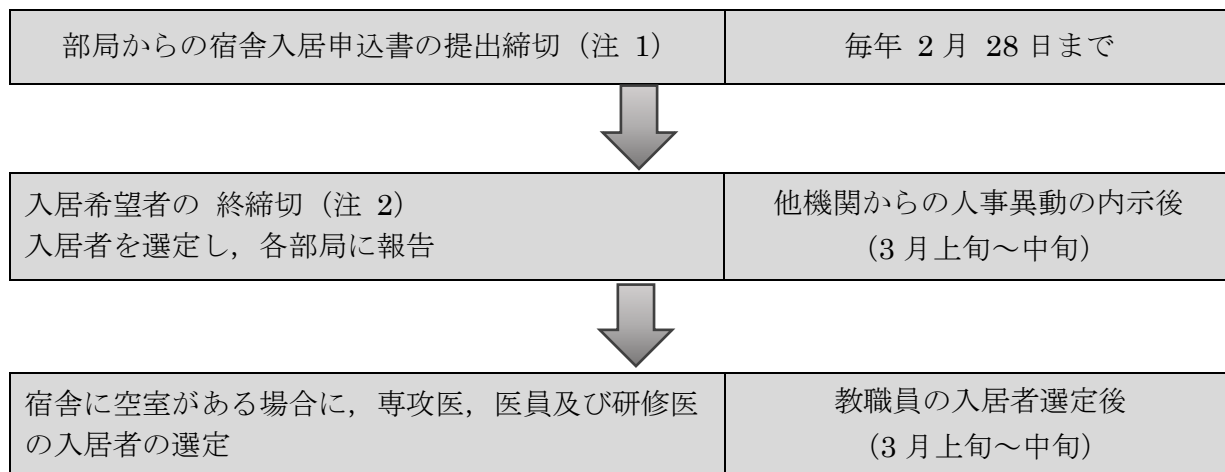 部局からの宿舎入居申込書の提出締切（注 1）
毎年 2 月 28 日まで
入居希望者の 終締切（注 2）
入居者を選定し，各部局に報告
他機関からの人事異動の内示後
（3 月上旬～中旬）
宿舎に空室がある場合に，専攻医，医員及び研修医
の入居者の選定
教職員の入居者選定後
（3 月上旬～中旬）